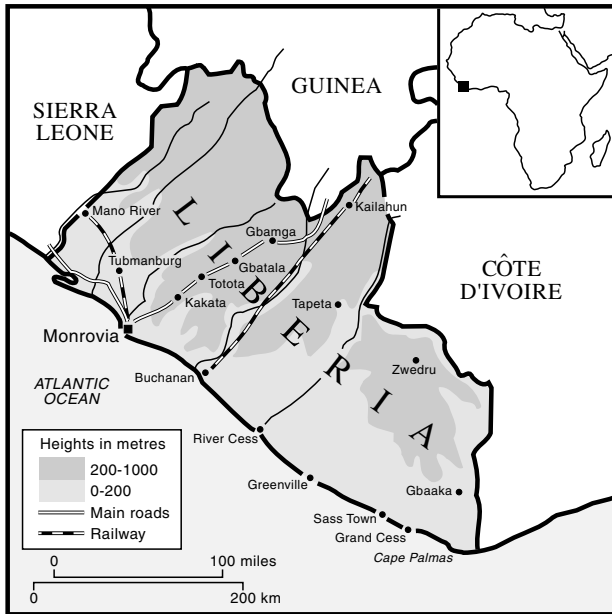 GUINEA
SIERRA
LEONE
Mano River
Kailahun
Gbamga
LIBERIA
Tubmanburg
Gbatala
Totota
Kakata
CÔTE
D'IVOIRE
Tapeta
Monrovia
Zwedru
Buchanan
ATLANTIC
OCEAN
River Cess
Greenville
Gbaaka
Sass Town
Grand Cess
Cape Palmas
Heights in metres
200-1000
0-200
Main roads
Railway
0 100 miles
0 200 km